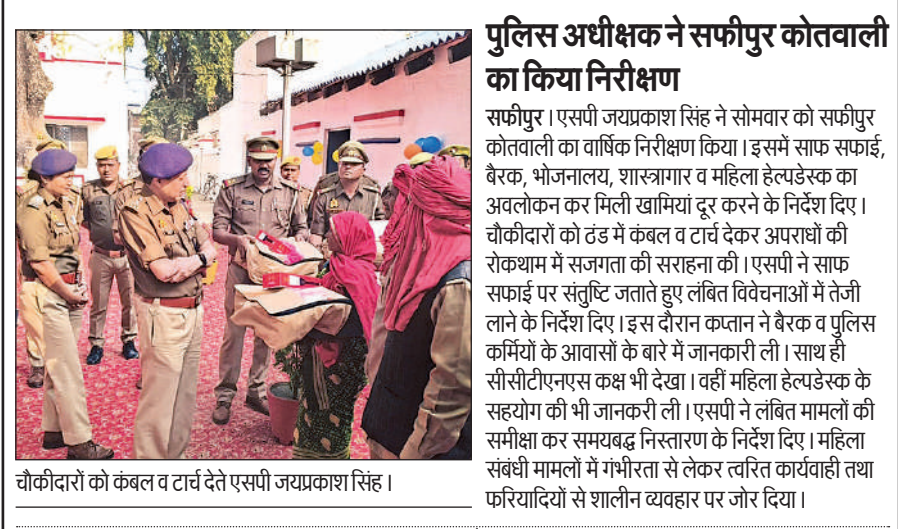 पुलिस अधीक्षक ने सफीपुर कोतवाली
का किया निरीक्षण
सफीपुर । एसपी जयप्रकाश सिंह ने सोमवार को सफीपुर
कोतवाली का वार्षिक निरीक्षण किया । इसमें साफ सफाई,
बैरक, भोजनालय, शास्त्रागार व महिला हेल्पडेस्क का
अवलोकन कर मिली खामियां दूर करने के निर्देश दिए ।
चौकीदारों को ठंड में कंबल व टार्च देकर अपराधों की
रोकथाम में सजगता की सराहना की । एसपी ने साफ
सफाई पर संतुष्टि जताते हुए लंबित विवेचनाओं में तेजी
लाने के निर्देश दिए । इस दौरान कप्तान ने बैरक व पुलिस
कर्मियों के आवासों के बारे में जानकारी ली । साथ ही
सीसीटीएनएस कक्ष भी देखा । वहीं महिला हेल्पडेस्क के
सहयोग की भी जानकरी ली । एसपी ने लंबित मामलों की
समीक्षा कर समयबद्ध निस्तारण के निर्देश दिए । महिला
संबंधी मामलों में गंभीरता से लेकर त्वरित कार्यवाही तथा
फरियादियों से शालीन व्यवहार पर जोर दिया ।
चौकीदारों को कंबल व टार्च देते एसपी जयप्रकाश सिंह ।